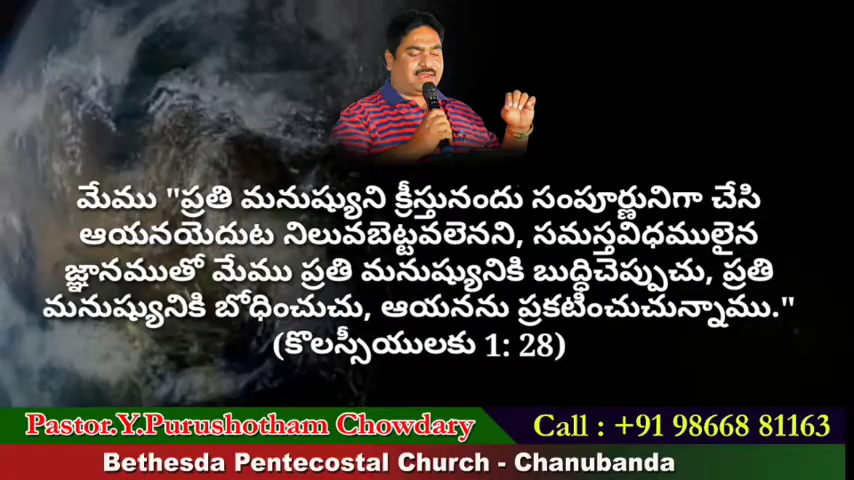 మేము "ప్రతి మనుష్యుని క్రీస్తునందు సంపూర్ణునిగా చేసి
ఆయనయెదుట నిలువబెట్టవలెనని, సమస్తవిధములైన
జ్ఞానముతో మేము ప్రతి మనుష్యునికి బుద్ధిచెప్పుచు, ప్రతి
మనుష్యునికి బోధించుచు, ఆయనను ప్రకటించుచున్నాము."
(కొలస్సీయులకు 1: 28)
Pastor.Y.Purushotham Chowdary
Call : +91 98668 81163
Bethesda Pentecostal Church - Chanubanda